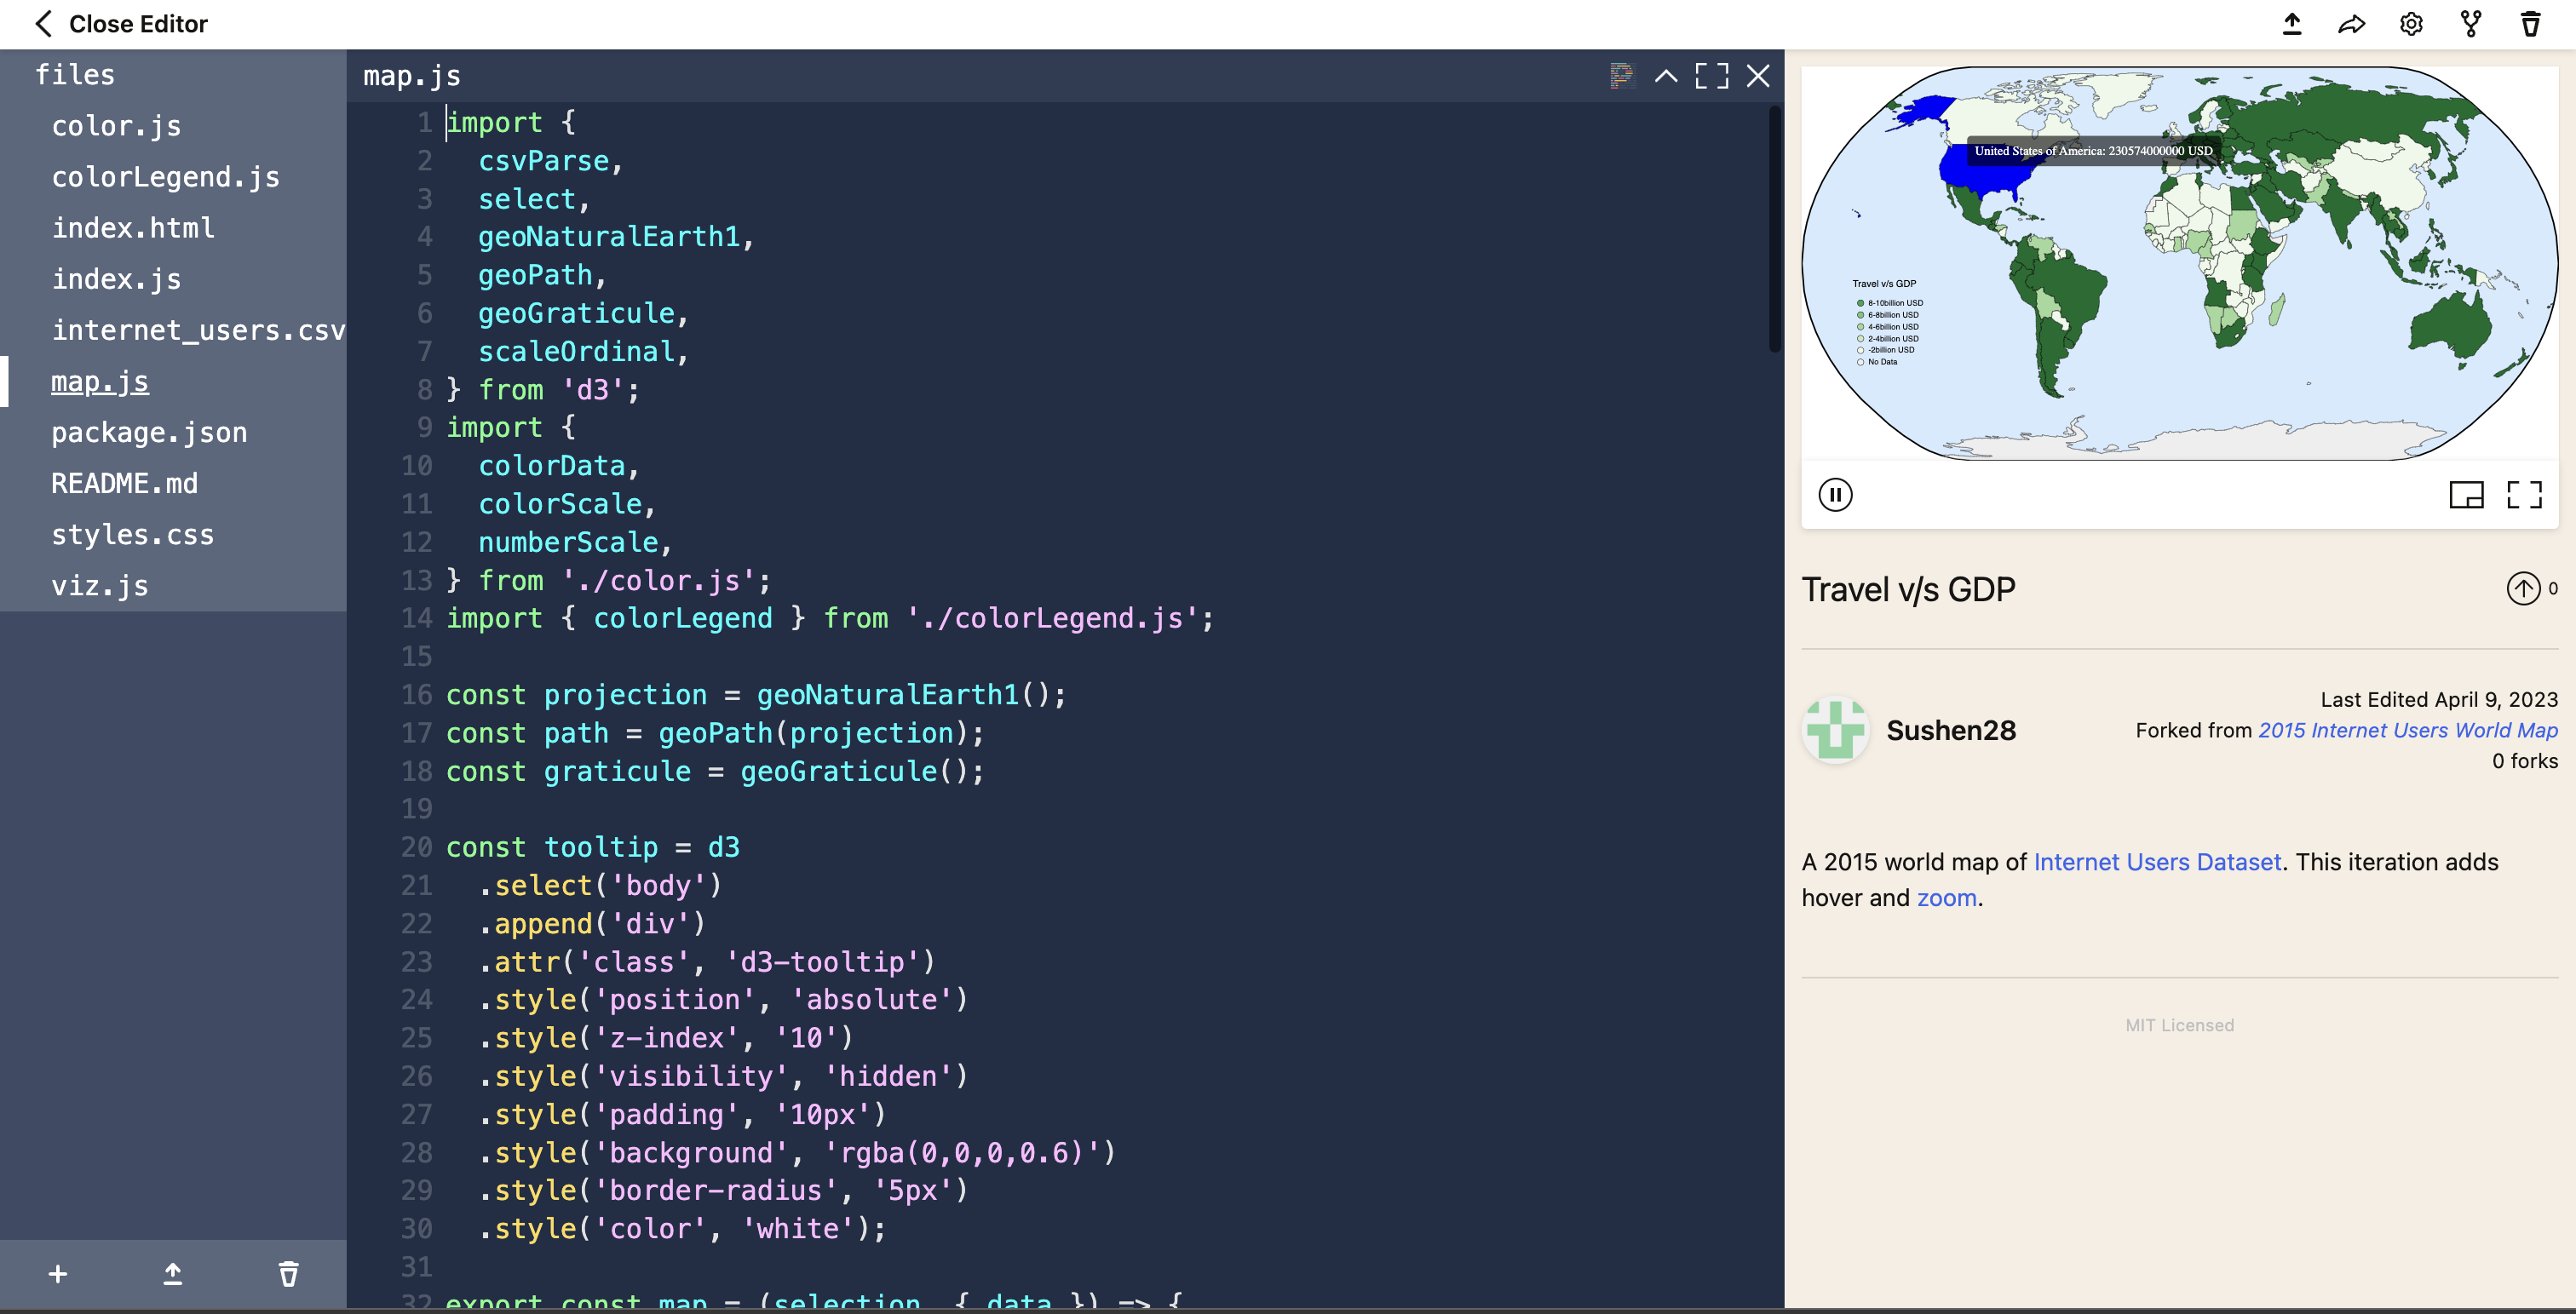 Close Editor
files
color.js
colorLegend.js
index.html
index.js
internet_users.csv
map.js
package.json
README.md
styles.css
viz.js
map.js
1 import {
2   csvParse,
3   select,
4   geoNaturalEarth1,
5   geoPath,
6   geoGraticule,
7   scaleOrdinal,
8 } from 'd3';
9 import {
10   colorData,
11   colorScale,
12   numberScale,
13 } from './color.js';
14 import { colorLegend } from './colorLegend.js';
15
16 const projection = geoNaturalEarth1();
17 const path = geoPath(projection);
18 const graticule = geoGraticule();
19
20 const tooltip = d3
21   .select('body')
22   .append('div')
23   .attr('class', 'd3-tooltip')
24   .style('position', 'absolute')
25   .style('z-index', '10')
26   .style('visibility', 'hidden')
27   .style('padding', '10px')
28   .style('background', 'rgba(0,0,0,0.6)')
29   .style('border-radius', '5px')
30   .style('color', 'white');
31
32 export const map = (selection, { data }) => {
United States of America: 230574000000 USD
Travel v/s GDP
8-10billion USD
6-8billion USD
4-6billion USD
2-4billion USD
-2billion USD
No Data
Travel v/s GDP
0
Sushen28
Last Edited April 9, 2023
Forked from 2015 Internet Users World Map
0 forks
A 2015 world map of Internet Users Dataset. This iteration adds
hover and zoom.
MIT Licensed